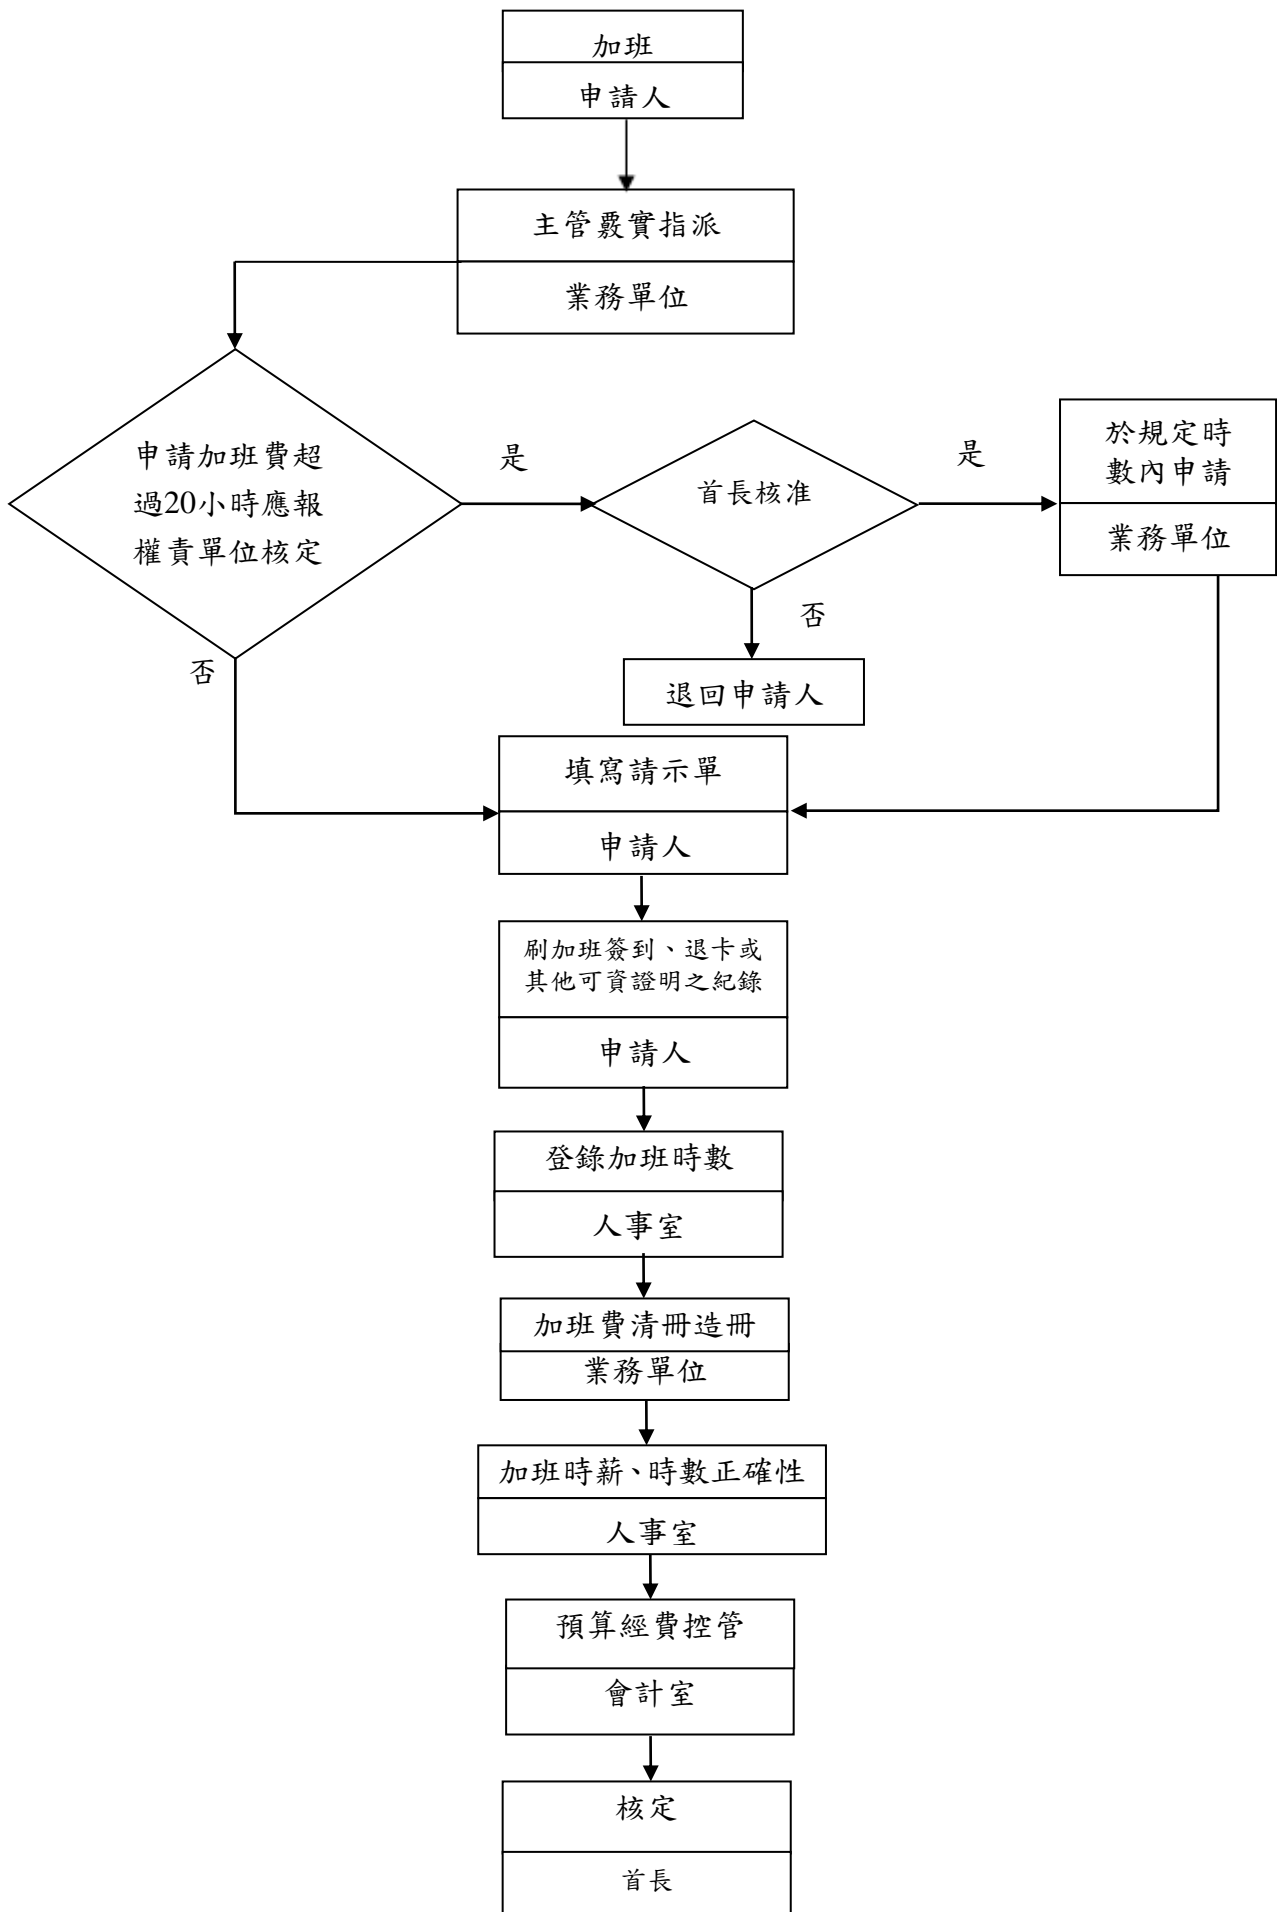 加班
申請人
主管覈實指派
業務單位
申請加班費超
過20小時應報
權責單位核定
是
首長核准
是
於規定時
數內申請
業務單位
否
否
退回申請人
填寫請示單
申請人
刷加班簽到、退卡或
其他可資證明之紀錄
申請人
登錄加班時數
人事室
加班費清冊造冊
業務單位
加班時薪、時數正確性
人事室
預算經費控管
會計室
核定
首長